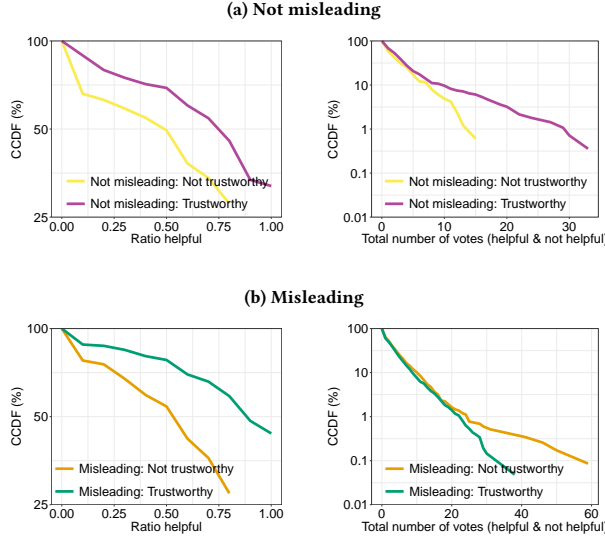 (a) Not misleading
100
50
25
CCDF (%)
Not misleading: Not trustworthy
Not misleading: Trustworthy
0.00 0.25 0.50 0.75 1.00
Ratio helpful
100
10
1
0.1
0.01
CCDF (%)
Not misleading: Not trustworthy
Not misleading: Trustworthy
0 10 20 30
Total number of votes (helpful & not helpful)
(b) Misleading
100
50
25
CCDF (%)
Misleading: Not trustworthy
Misleading: Trustworthy
0.00 0.25 0.50 0.75 1.00
Ratio helpful
100
10
1
0.1
0.01
CCDF (%)
Misleading: Not trustworthy
Misleading: Trustworthy
0 20 40 60
Total number of votes (helpful & not helpful)